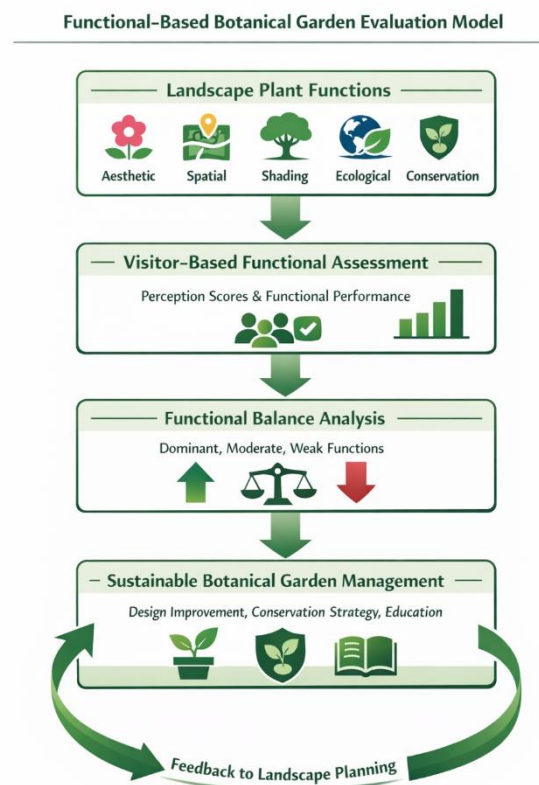 Functional-Based Botanical Garden Evaluation Model
Landscape Plant Functions
Aesthetic Spatial Shading Ecological Conservation
Visitor-Based Functional Assessment
Perception Scores & Functional Performance
Functional Balance Analysis
Dominant, Moderate, Weak Functions
Sustainable Botanical Garden Management
Design Improvement, Conservation Strategy, Education
Feedback to Landscape Planning